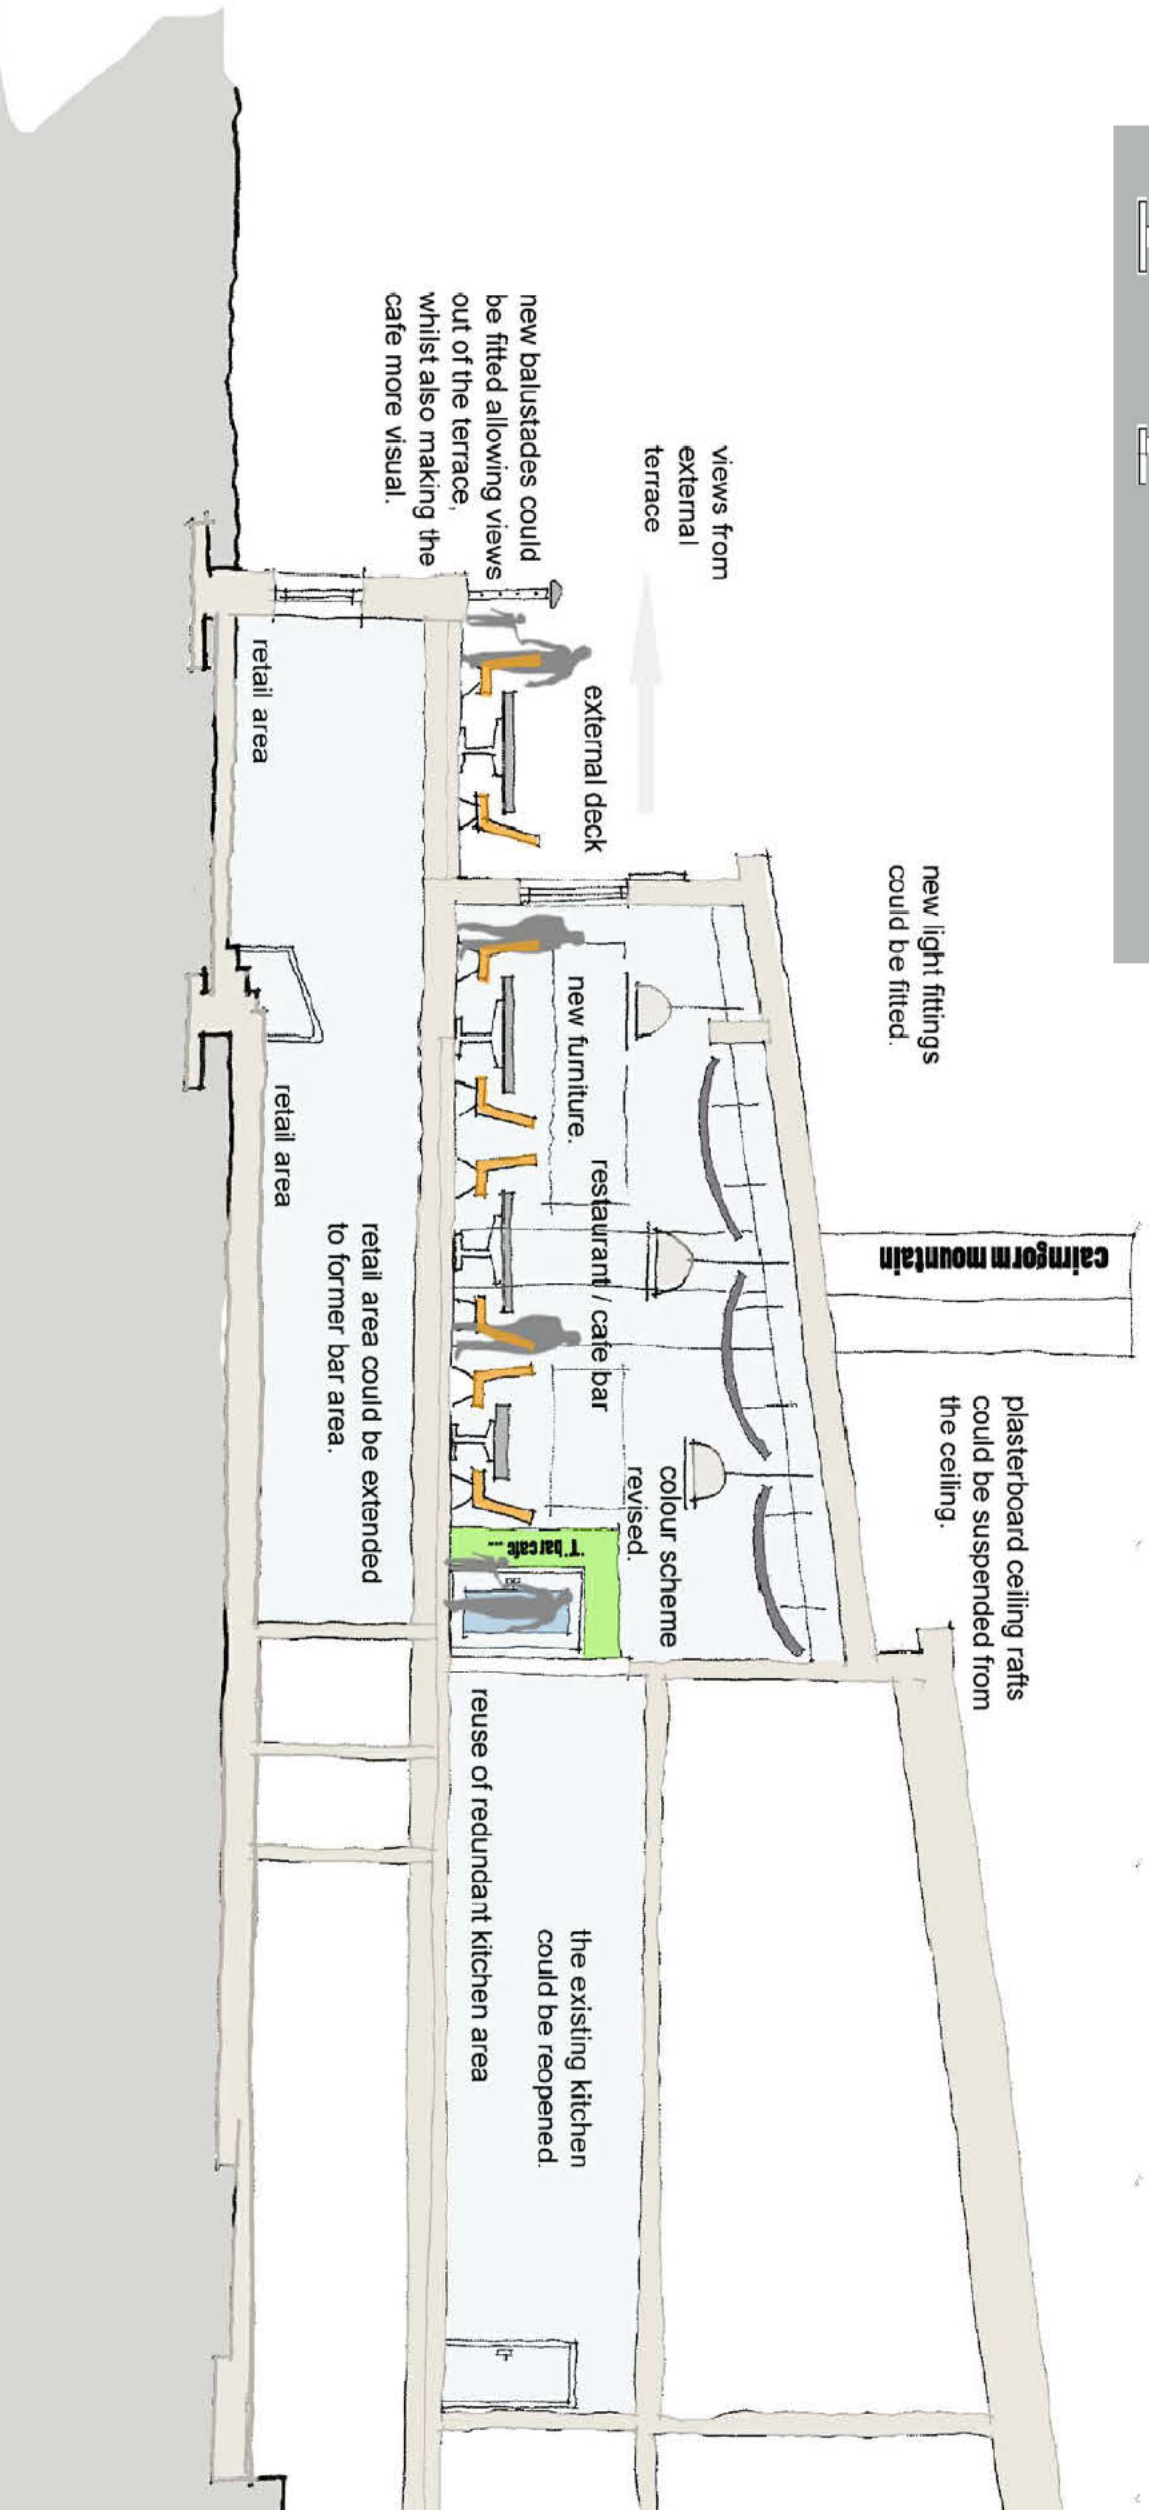 new light fittings
could be fitted.
cairngorm mountain
plasterboard ceiling rafts
could be suspended from
the ceiling.
views from
external
terrace
external deck
new balustades could
be fitted allowing views
out of the terrace,
whilst also making the
cafe more visual.
new furniture.
restaurant / cafe bar
colour scheme
revised.
'T' bar cafe ...
the existing kitchen
could be reopened.
reuse of redundant kitchen area
retail area
retail area
retail area could be extended
to former bar area.